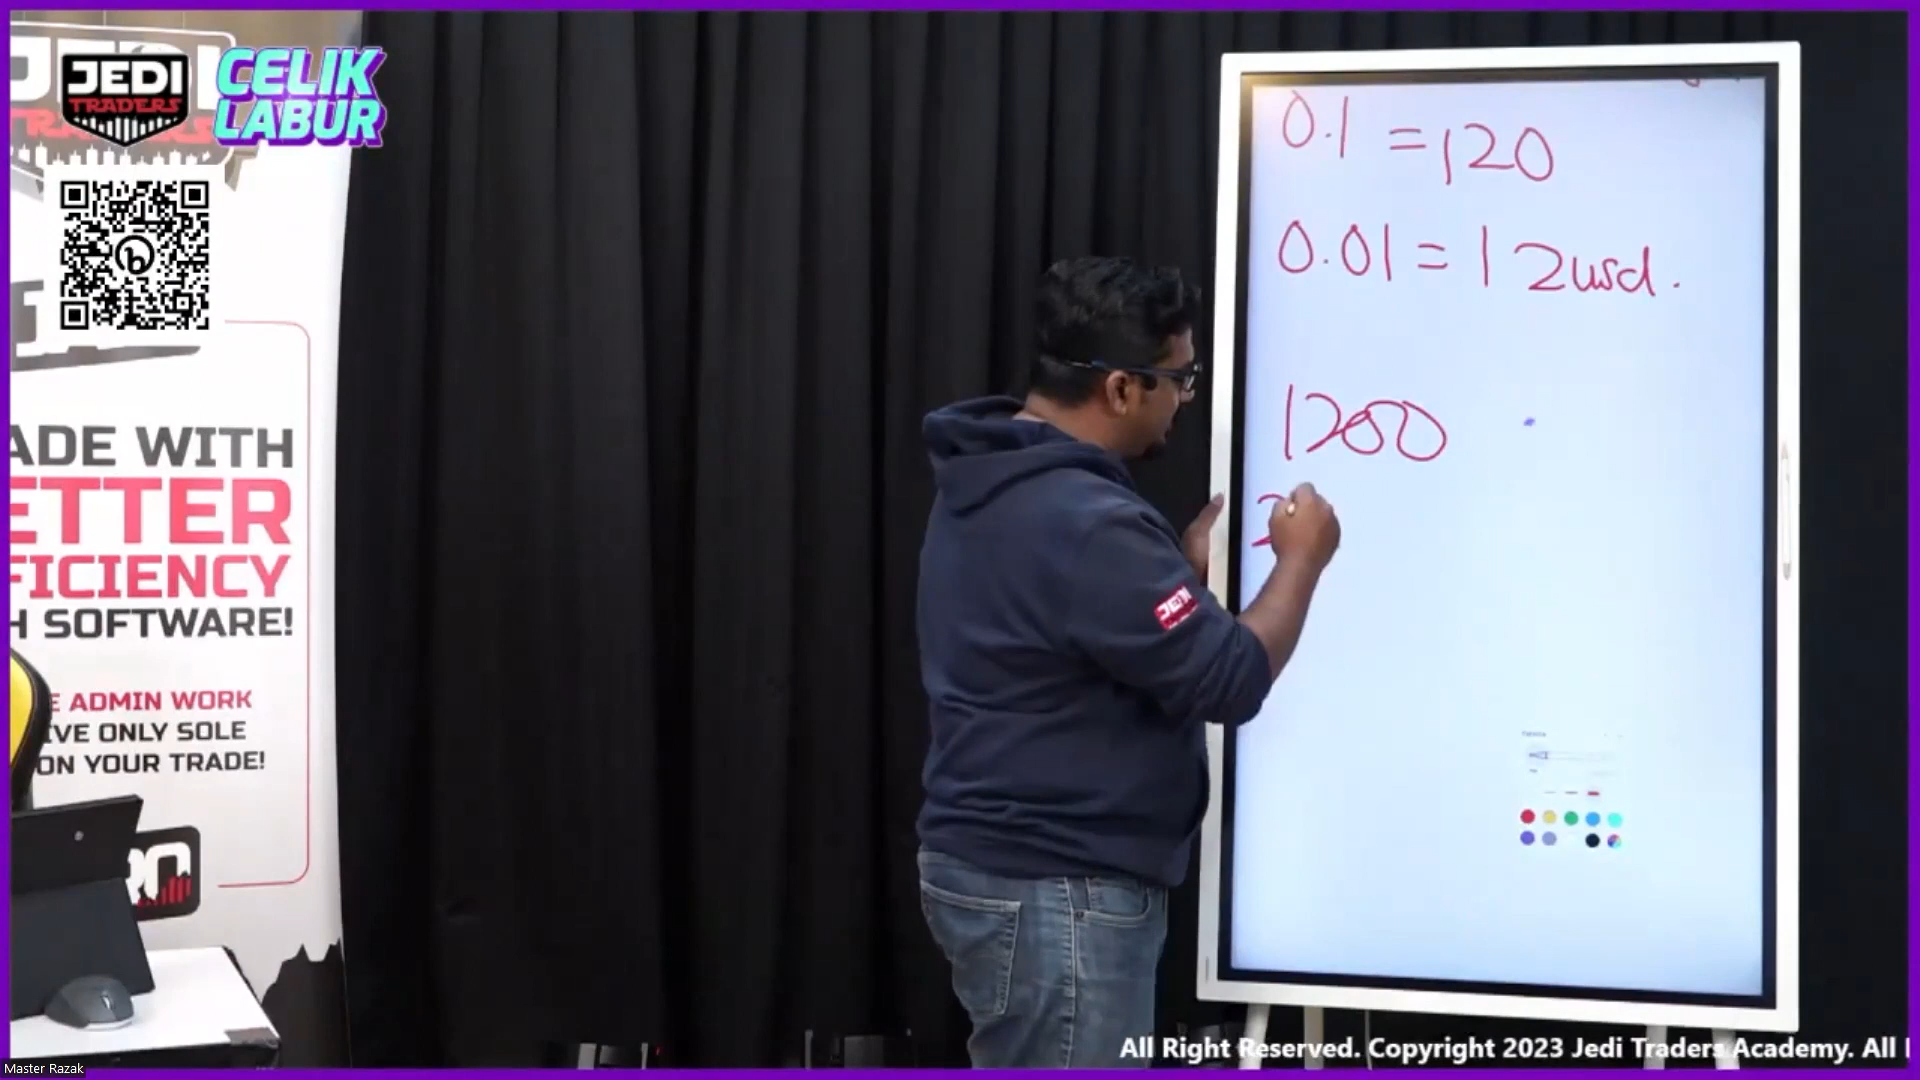 JEDI
TRADERS
CELIK
LABUR
ADE WITH
ETTER
FICIENCY
H SOFTWARE!
E ADMIN WORK
IVE ONLY SOLE
ON YOUR TRADE!
0.1 = 120
0.01 = 12usd.
1200
JEDI
All Right Reserved. Copyright 2023 Jedi Traders Academy. All
Master Razak